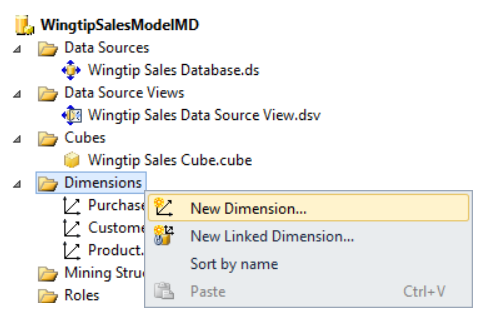 WingtipSalesModelMD
Data Sources
Wingtip Sales Database.ds
Data Source Views
Wingtip Sales Data Source View.dsv
Cubes
Wingtip Sales Cube.cube
Dimensions
Purchase
New Dimension...
Custome
New Linked Dimension...
Product.
Sort by name
Mining Stru
Paste Ctrl+V
Roles